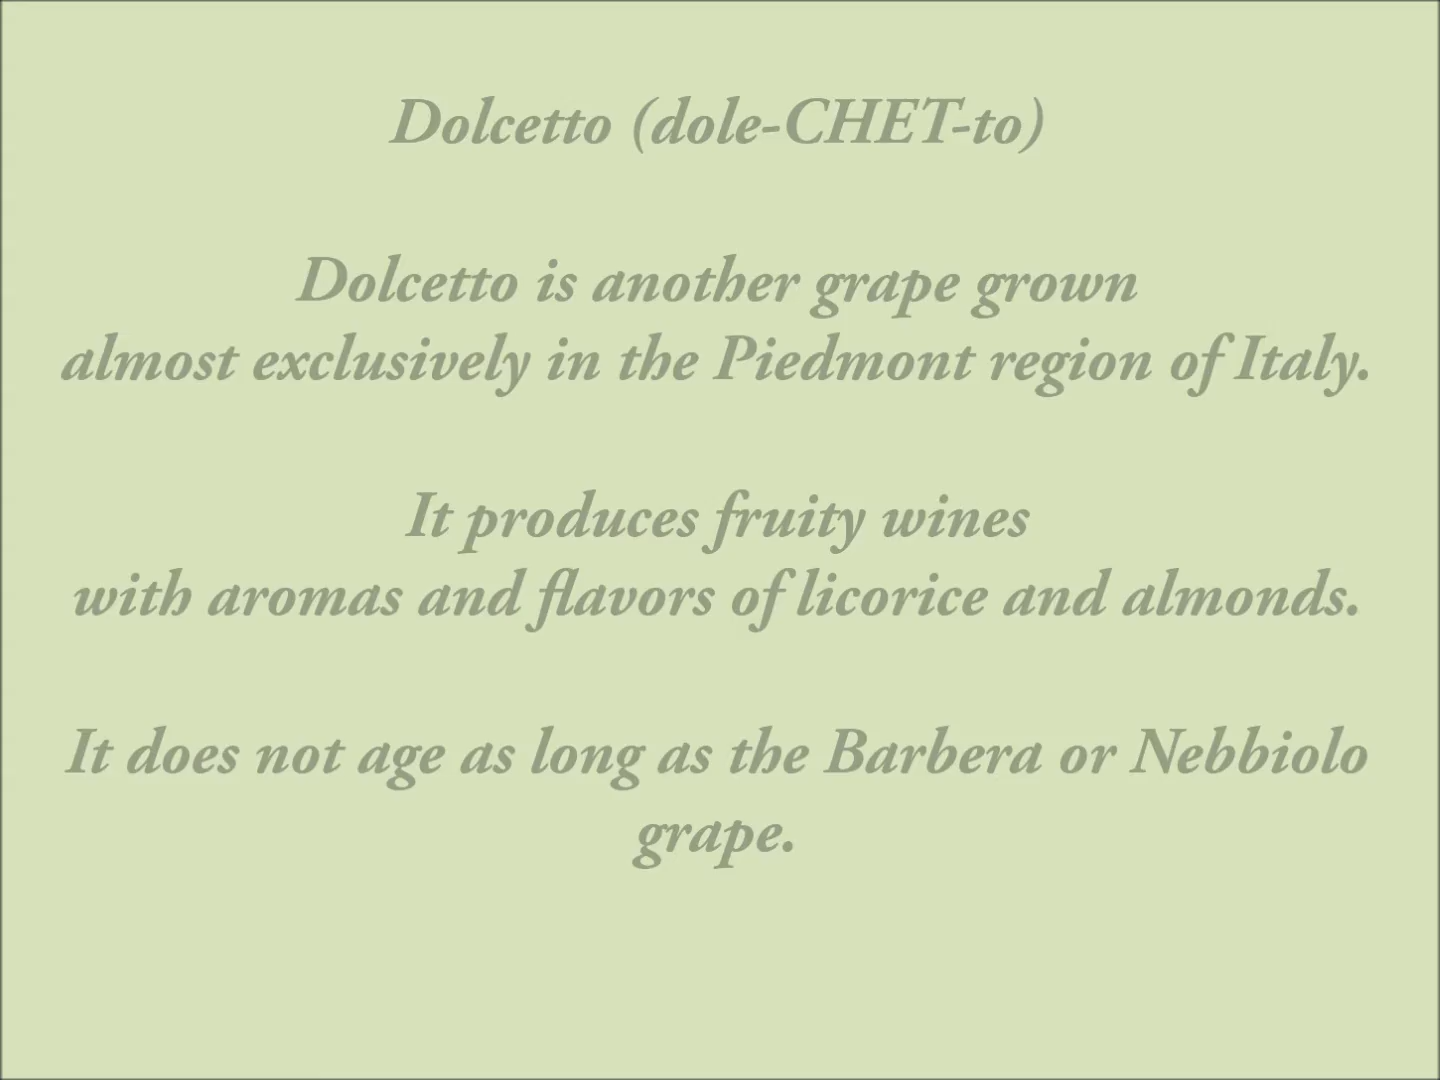 Dolcetto (dole-CHET-to)
Dolcetto is another grape grown
almost exclusively in the Piedmont region of Italy.
It produces fruity wines
with aromas and flavors of licorice and almonds.
It does not age as long as the Barbera or Nebbiolo
grape.